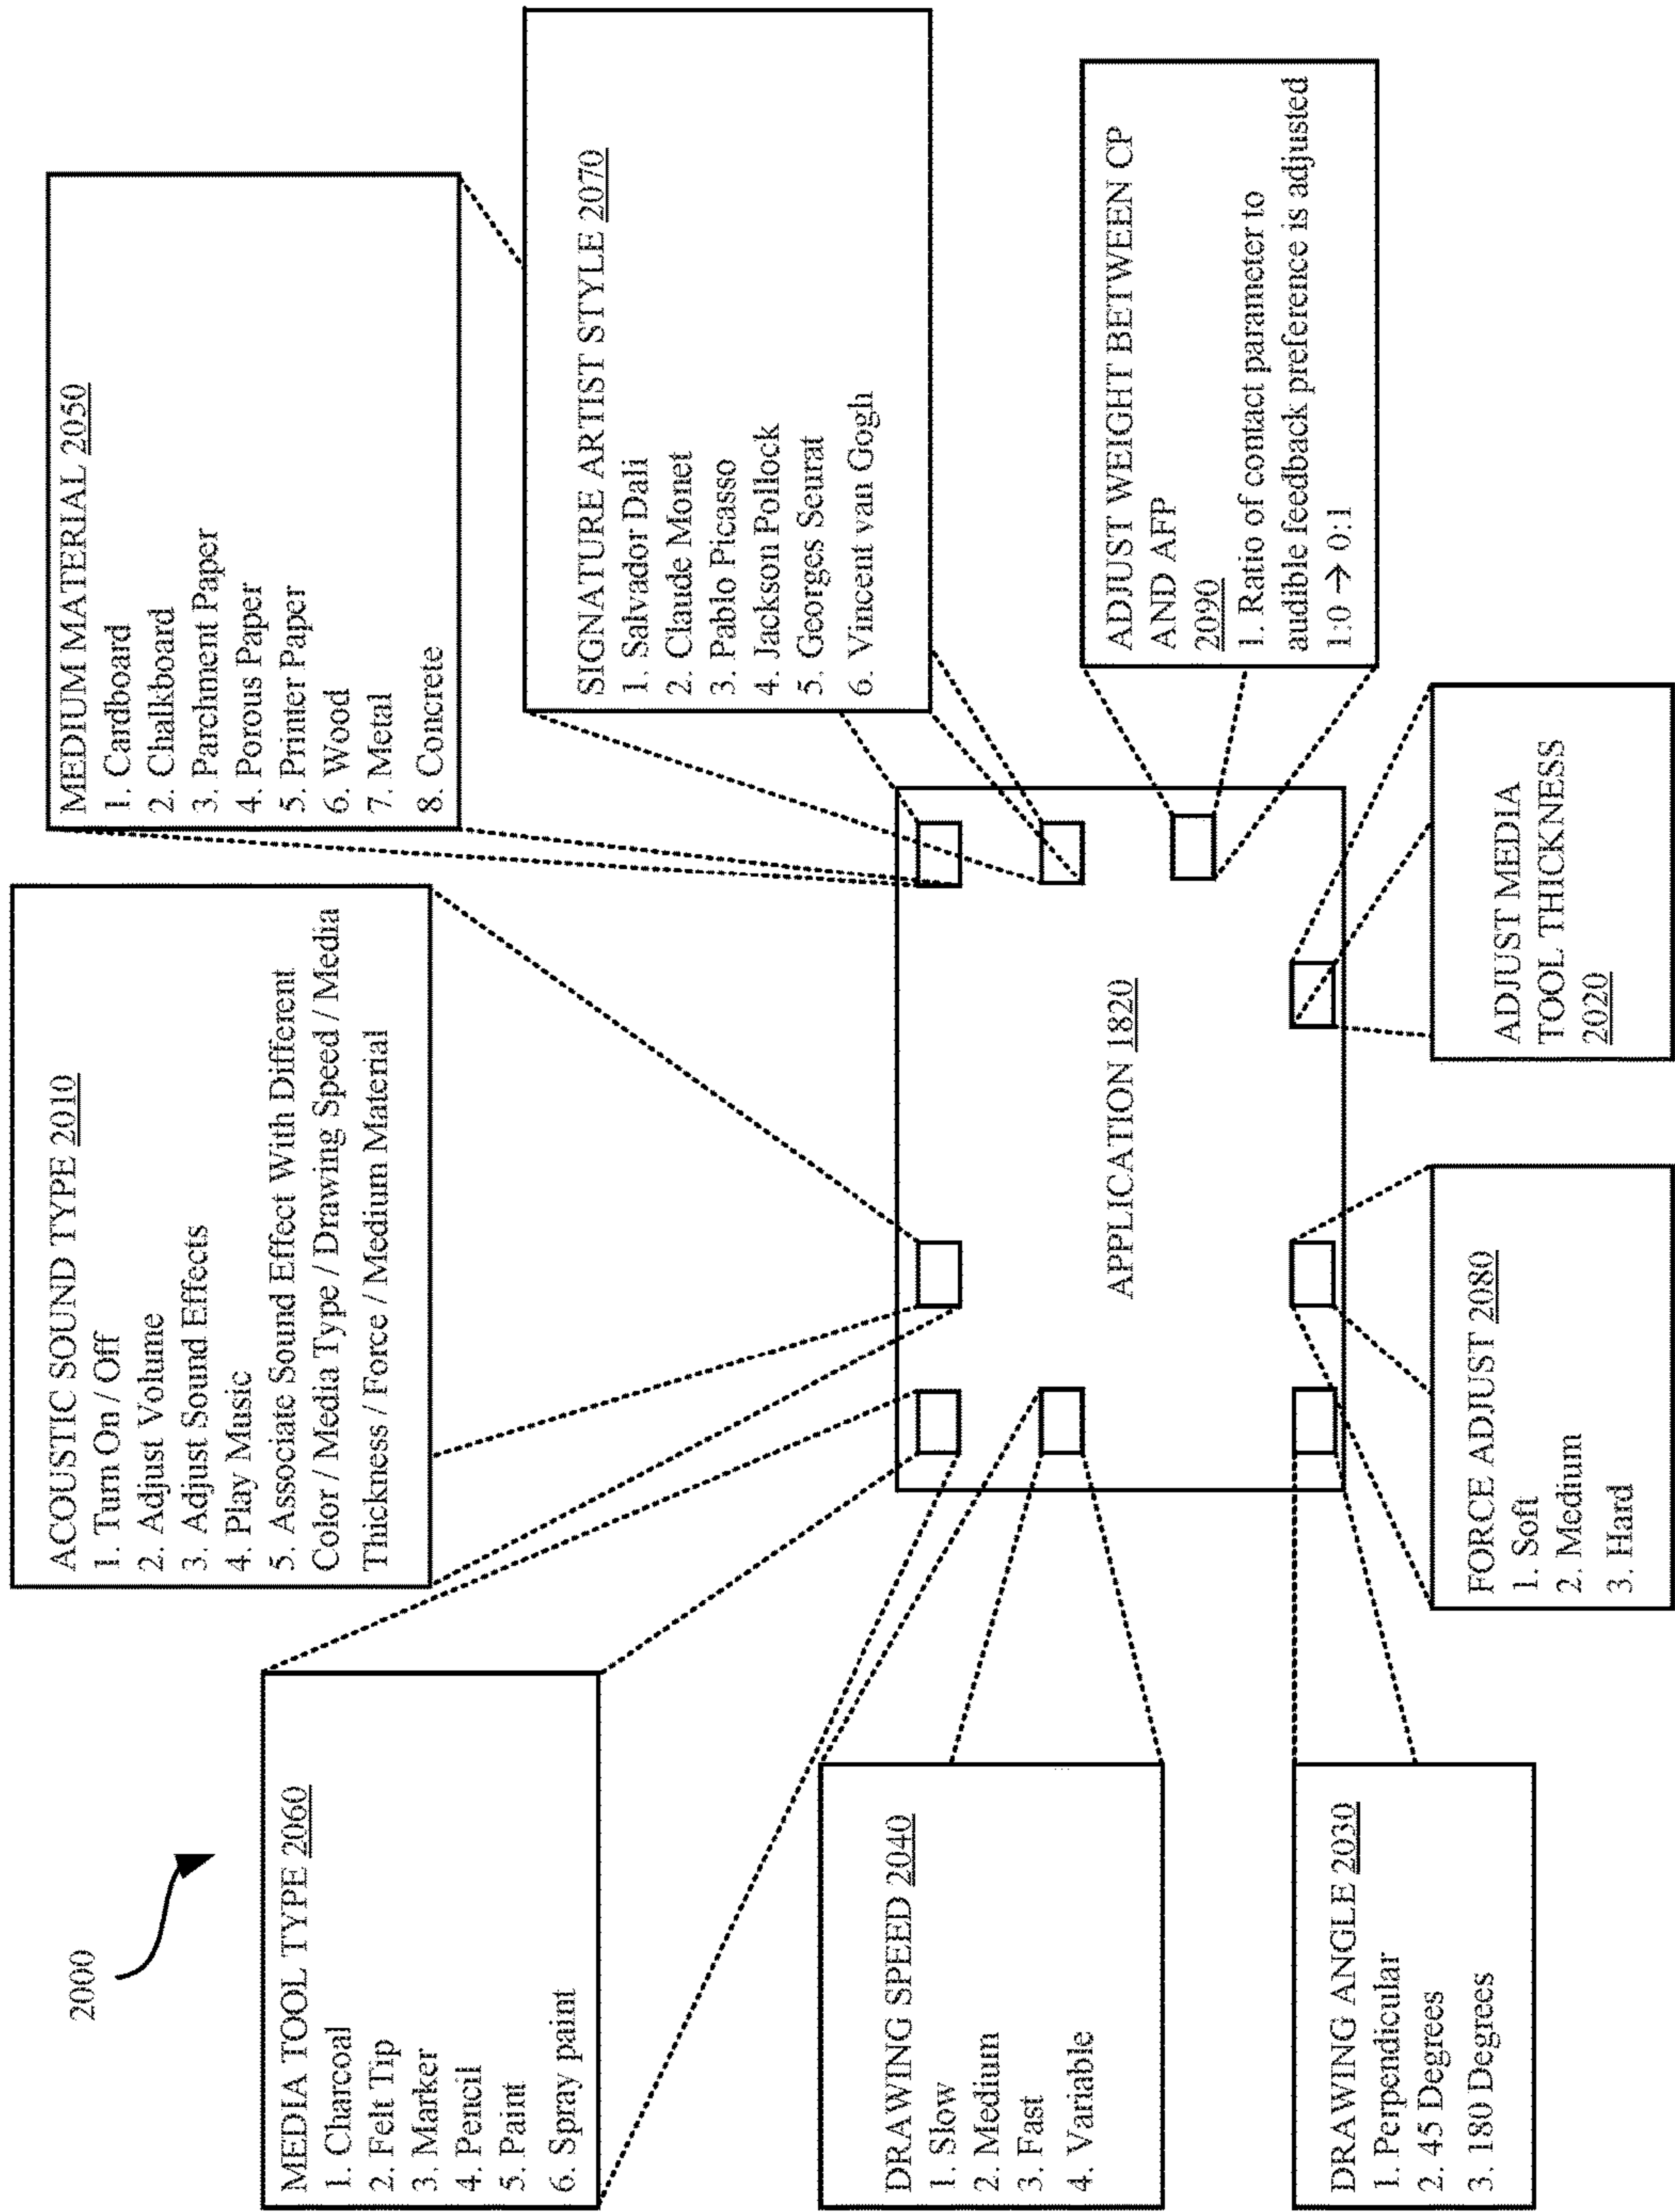 2000
ACOUSTIC SOUND TYPE 2010
1. Turn On / Off
2. Adjust Volume
3. Adjust Sound Effects
4. Play Music
5. Associate Sound Effect With Different
Color / Media Type / Drawing Speed / Media
Thickness / Force / Medium Material
MEDIUM MATERIAL 2050
1. Cardboard
2. Chalkboard
3. Parchment Paper
4. Porous Paper
5. Printer Paper
6. Wood
7. Metal
8. Concrete
MEDIA TOOL TYPE 2060
1. Charcoal
2. Felt Tip
3. Marker
4. Pencil
5. Paint
6. Spray paint
SIGNATURE ARTIST STYLE 2070
1. Salvador Dali
2. Claude Monet
3. Pablo Picasso
4. Jackson Pollock
5. Georges Seurat
6. Vincent van Gogh
DRAWING SPEED 2040
1. Slow
2. Medium
3. Fast
4. Variable
APPLICATION 1820
ADJUST WEIGHT BETWEEN CP
AND AFP
2090
1. Ratio of contact parameter to
audible feedback preference is adjusted
1:0 → 0:1
DRAWING ANGLE 2030
1. Perpendicular
2. 45 Degrees
3. 180 Degrees
FORCE ADJUST 2080
1. Soft
2. Medium
3. Hard
ADJUST MEDIA
TOOL THICKNESS
2020